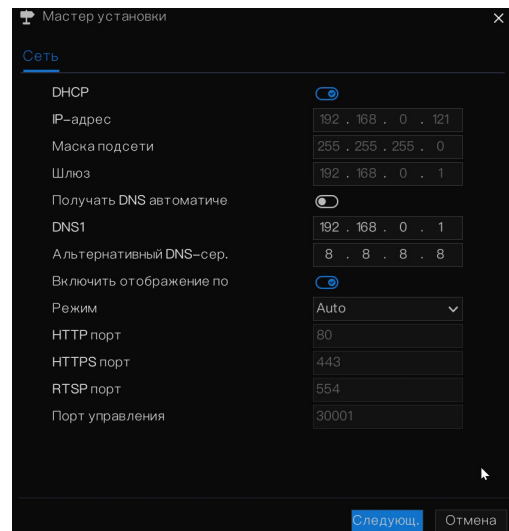 Мастер установки
Сеть
DHCP
IP-адрес 192 . 168 . 0 . 121
Маска подсети 255 . 255 . 255 . 0
Шлюз 192 . 168 . 0 . 1
Получать DNS автоматиче
DNS1 192 . 168 . 0 . 1
Альтернативный DNS-сер. 8 . 8 . 8 . 8
Включить отображение по
Режим Auto
HTTP порт 80
HTTPS порт 443
RTSP порт 554
Порт управления 30001
Следующ. Отмена